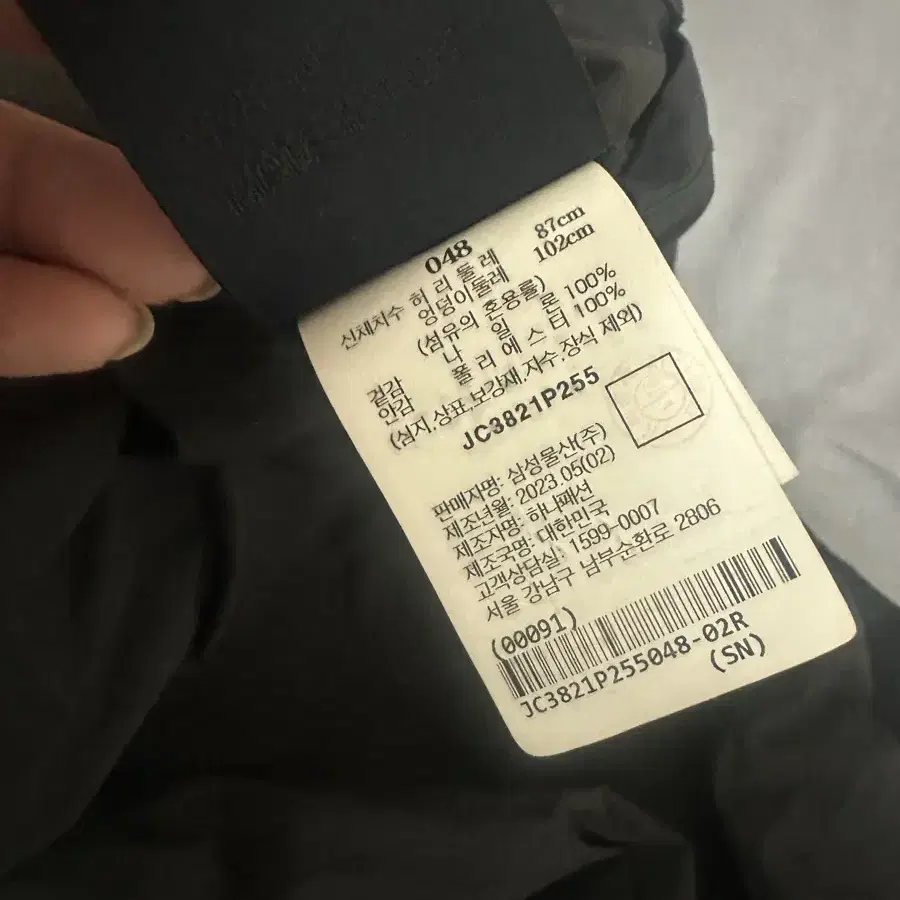 048
신체치수 허리둘레 87cm
엉덩이둘레 102cm
(섬유의 혼용률)
겉감 나일로 100%
안감 폴리에스터 100%
(심지,상표,보강재,자수,장식 제외)
JC3821P255
판매자명: 삼성물산(주)
제조년월: 2023.05(02)
제조자명: 하나패션
제조국명: 대한민국
고객상담실: 1599-0007
서울 강남구 남부순환로 2806
(00091)
JC3821P255048-02R
(SN)